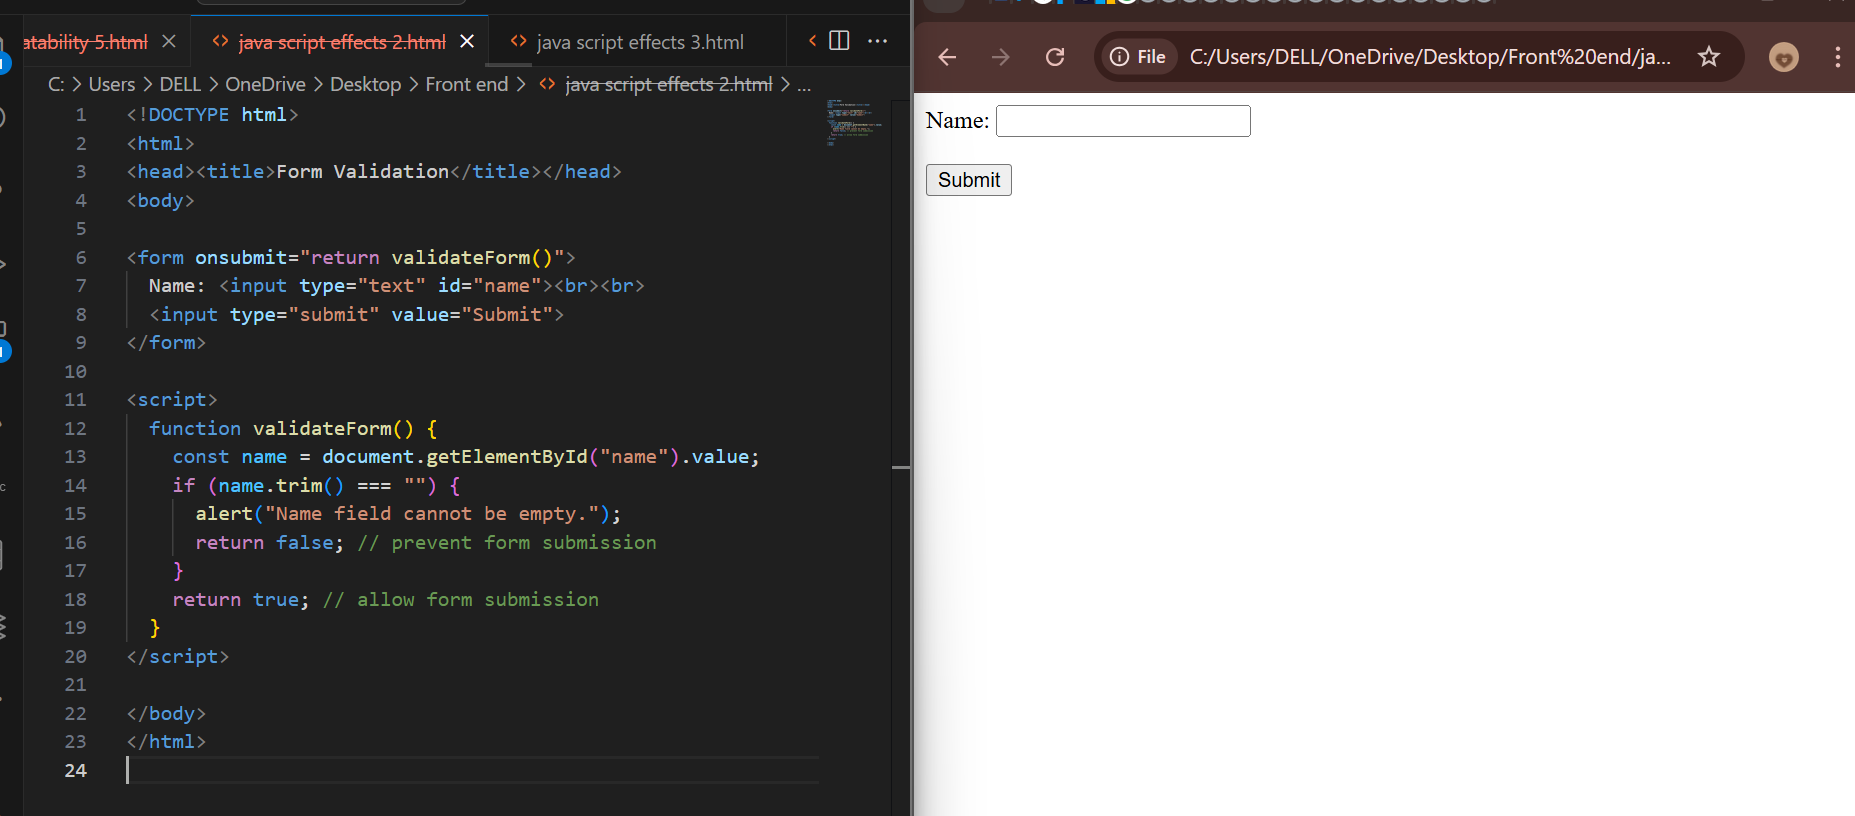 atability 5.html
java script effects 2.html
java script effects 3.html
C: > Users > DELL > OneDrive > Desktop > Front end > java script effects 2.html > ...
1 <!DOCTYPE html>
2 <html>
3 <head><title>Form Validation</title></head>
4 <body>
5
6 <form onsubmit="return validateForm()">
7 Name: <input type="text" id="name"><br><br>
8 <input type="submit" value="Submit">
9 </form>
10
11 <script>
12 function validateForm() {
13 const name = document.getElementById("name").value;
14 if (name.trim() === "") {
15 alert("Name field cannot be empty.");
16 return false; // prevent form submission
17 }
18 return true; // allow form submission
19 }
20 </script>
21
22 </body>
23 </html>
24
File C:/Users/DELL/OneDrive/Desktop/Front%20end/ja...
Name:
Submit